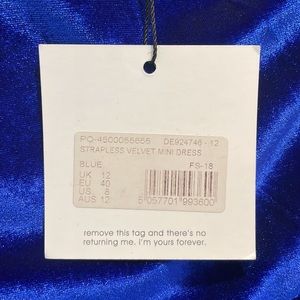 PO-4500055655 DE924746 - 12
STRAPLESS VELVET MINI DRESS
BLUE FS-18
UK 12
EU 40
US 8
AUS 12
5 057701 993600
remove this tag and there's no
returning me. i'm yours forever.